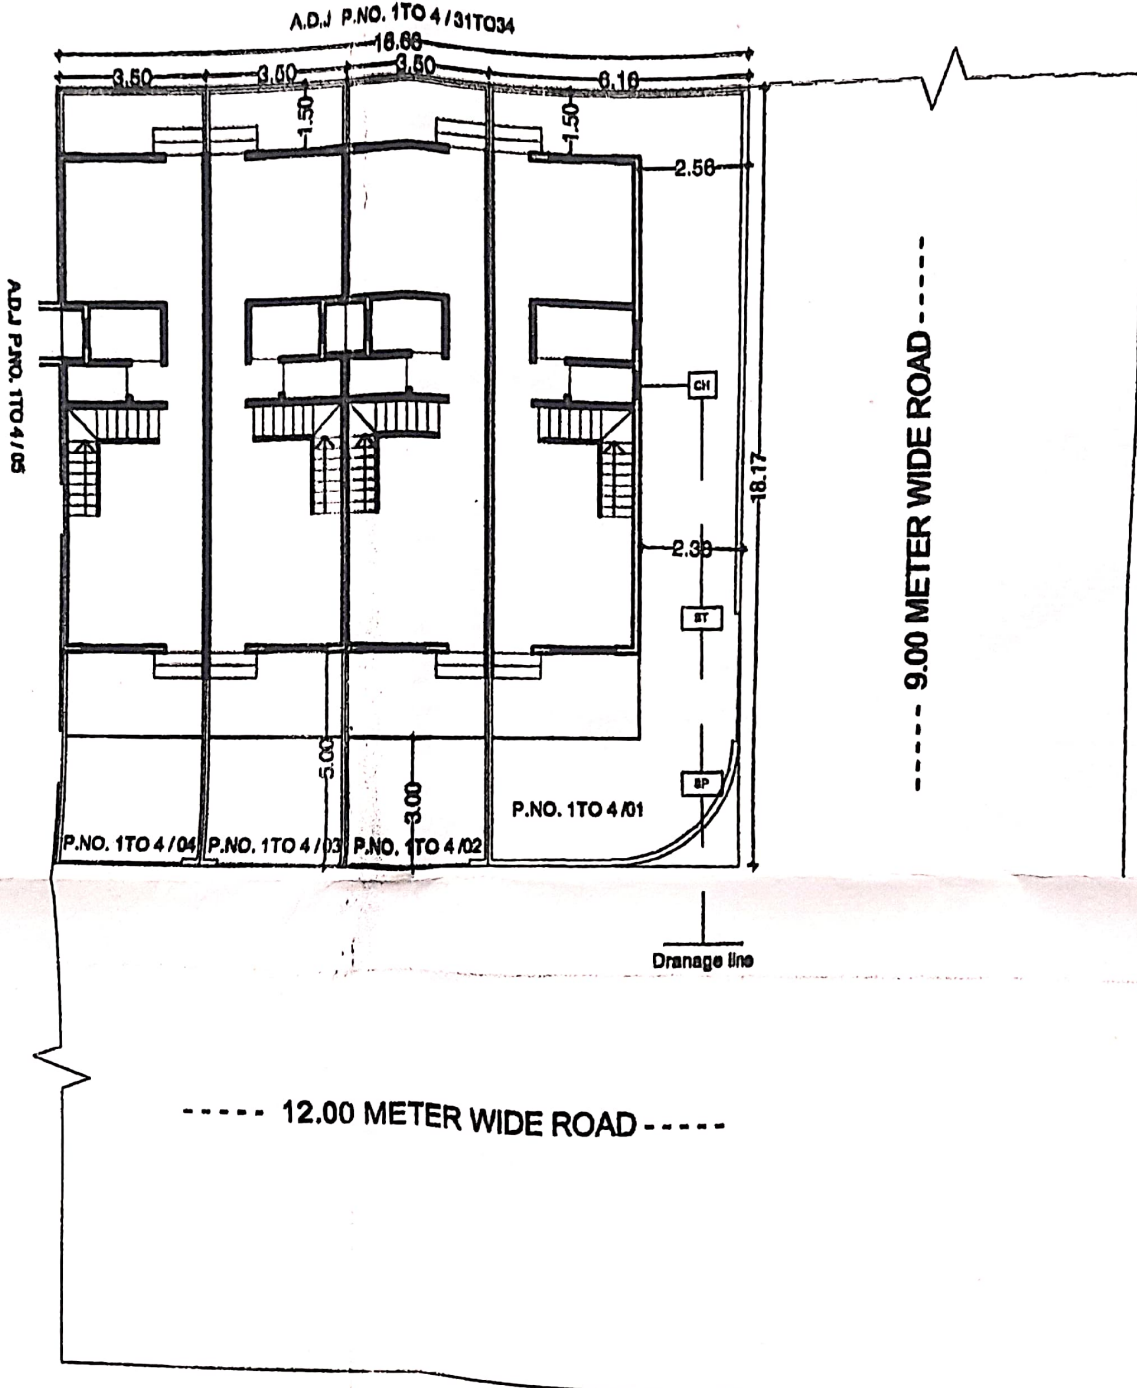 A.D.J P.NO. 1TO 4/31TO34
16.66
3.50
3.50
3.50
6.16
1.50
1.50
2.56
A.D.J P.NO. 1TO 4 / 05
CH
18.17
9.00 METER WIDE ROAD
2.38
ST
5.00
3.00
SP
P.NO. 1TO 4 /01
P.NO. 1TO 4 / 04
P.NO. 1TO 4 / 03
P.NO. 1TO 4 /02
Dranage line
12.00 METER WIDE ROAD